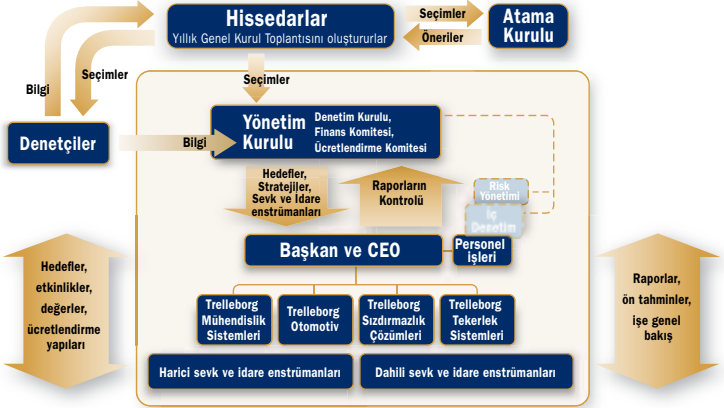 Hissedarlar
Yıllık Genel Kurul Toplantısını oluştururlar
Seçimler
Öneriler
Atama
Kurulu
Bilgi
Seçimler
Seçimler
Denetçiler
Bilgi
Yönetim
Kurulu
Denetim Kurulu,
Finans Komitesi,
Ücretlendirme Komitesi
Hedefler,
Stratejiler,
Sevk ve İdare
enstrümanları
Raporların
Kontrolü
Risk
Yönetimi
İç
Denetim
Başkan ve CEO
Personel
işleri
Hedefler,
etkinlikler,
değerler,
ücretlendirme
yapıları
Raporlar,
ön tahminler,
işe genel
bakış
Trelleborg
Mühendislik
Sistemleri
Trelleborg
Otomotiv
Trelleborg
Sızdırmazlık
Çözümleri
Trelleborg
Tekerlek
Sistemleri
Harici sevk ve idare enstrümanları
Dahili sevk ve idare enstrümanları